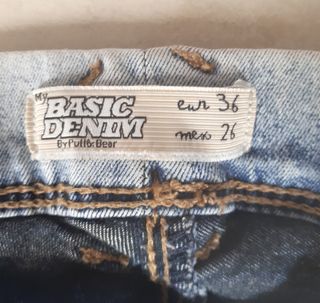 My
BASIC
DENIM
By Pull&Bear
eur 36
mex 26